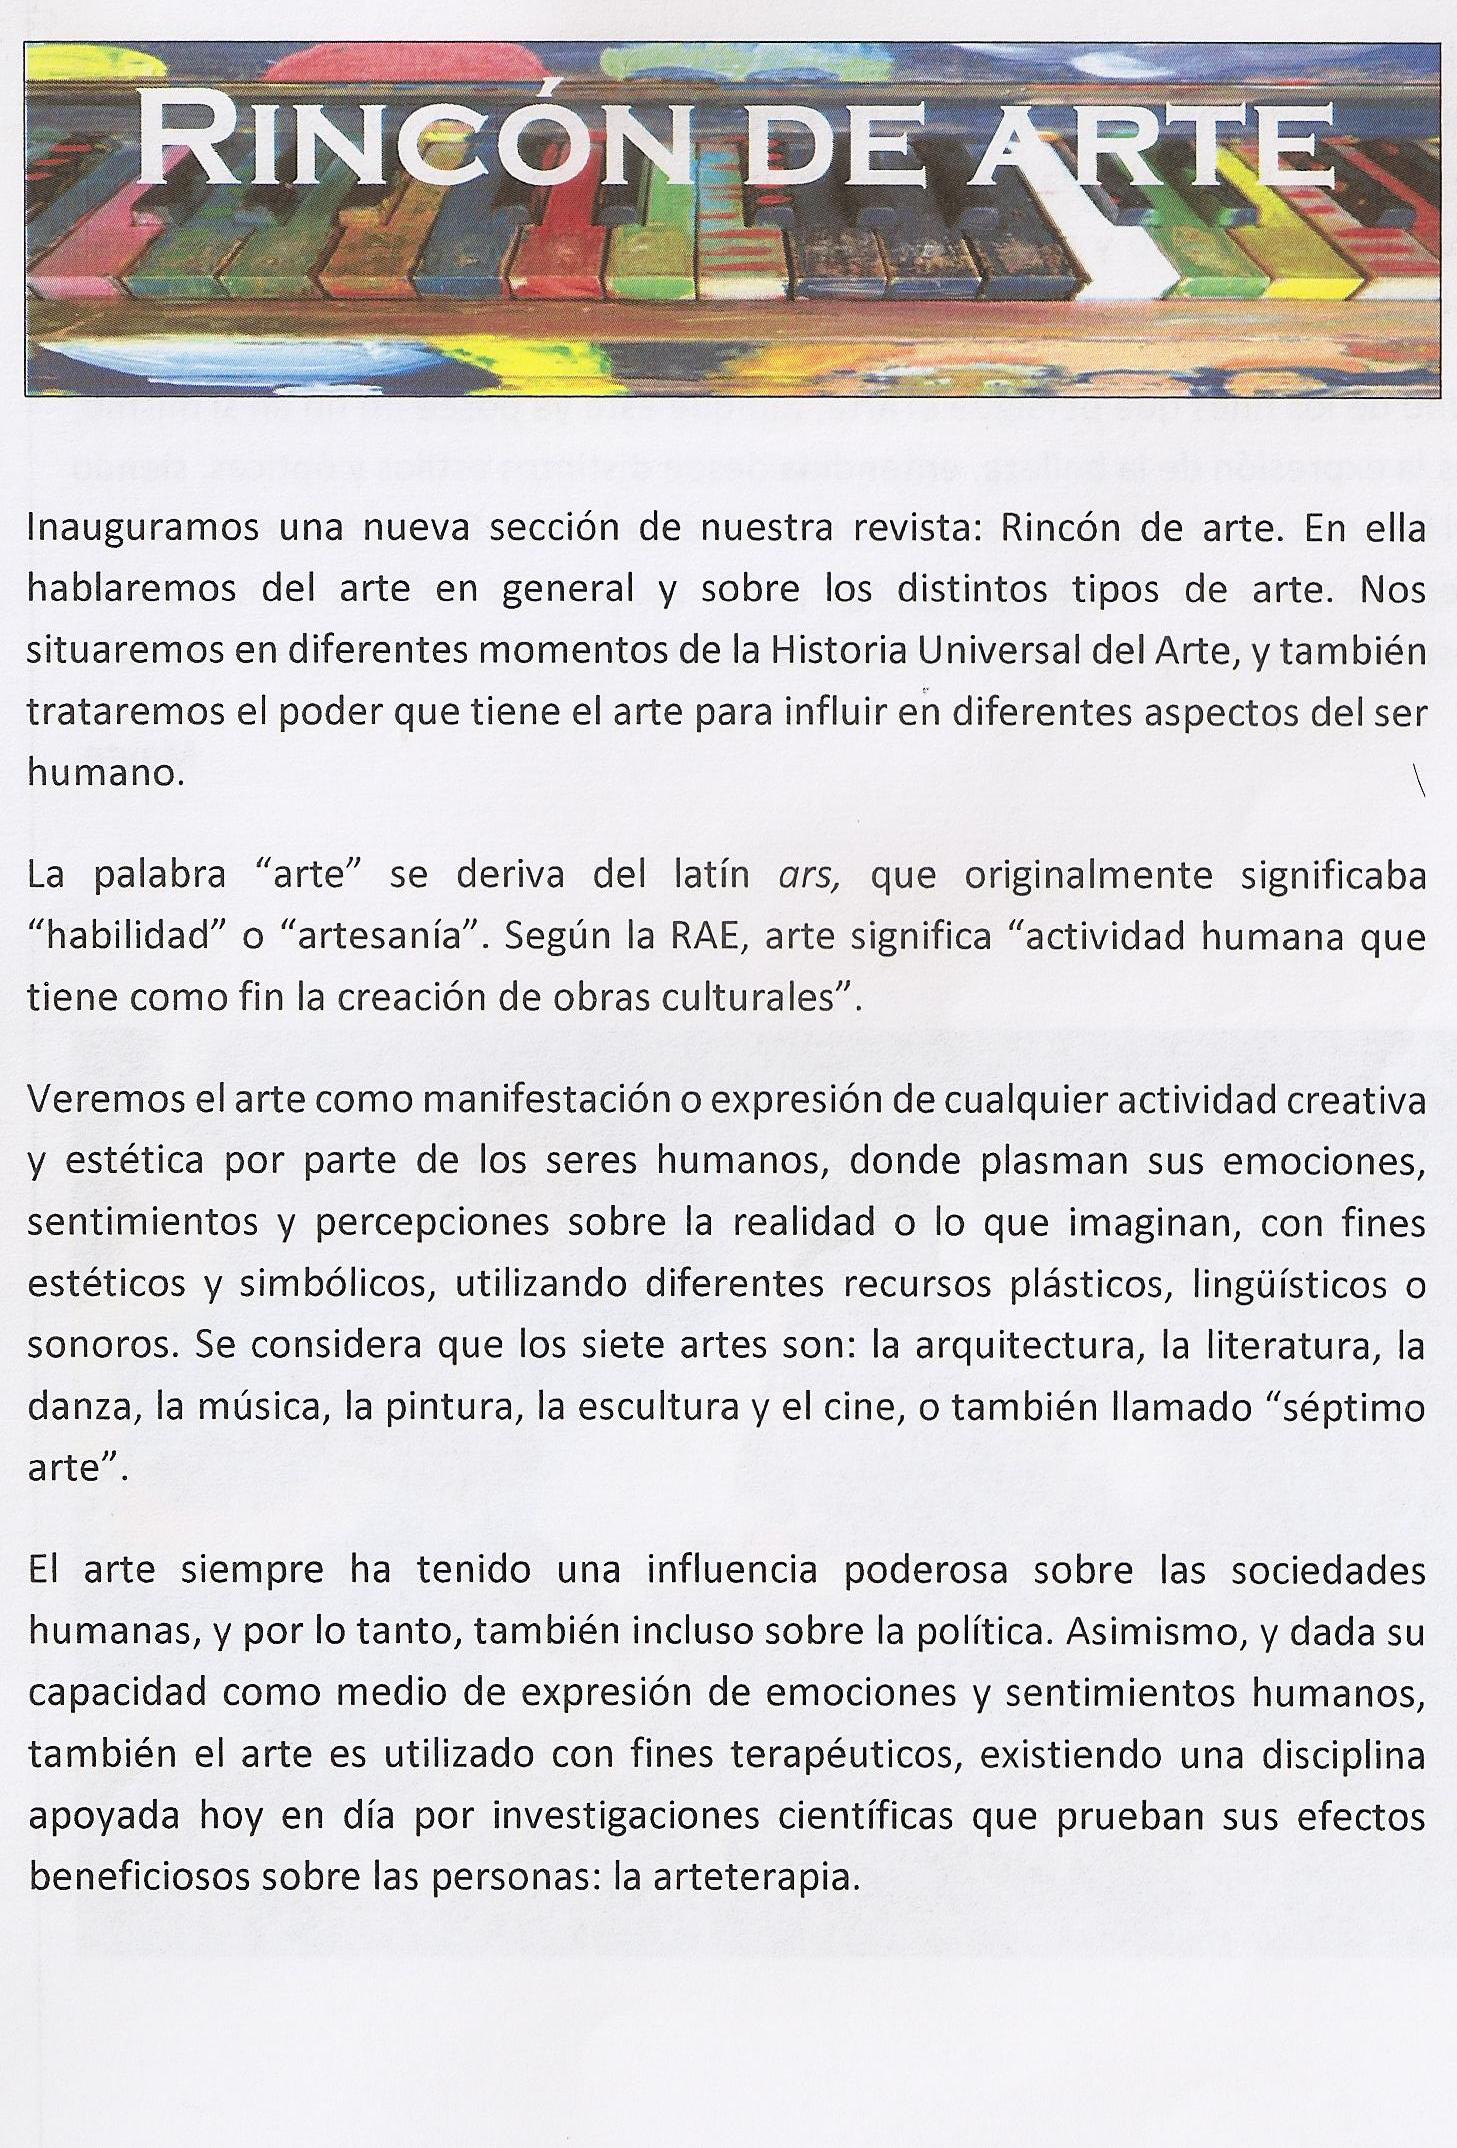 RINCÓN DE ARTE
Inauguramos una nueva sección de nuestra revista: Rincón de arte. En ella
hablaremos del arte en general y sobre los distintos tipos de arte. Nos
situaremos en diferentes momentos de la Historia Universal del Arte, y también
trataremos el poder que tiene el arte para influir en diferentes aspectos del ser
humano.
La palabra “arte” se deriva del latín ars, que originalmente significaba
“habilidad” o “artesanía”. Según la RAE, arte significa “actividad humana que
tiene como fin la creación de obras culturales”.
Veremos el arte como manifestación o expresión de cualquier actividad creativa
y estética por parte de los seres humanos, donde plasman sus emociones,
sentimientos y percepciones sobre la realidad o lo que imaginan, con fines
estéticos y simbólicos, utilizando diferentes recursos plásticos, lingüísticos o
sonoros. Se considera que los siete artes son: la arquitectura, la literatura, la
danza, la música, la pintura, la escultura y el cine, o también llamado “séptimo
arte”.
El arte siempre ha tenido una influencia poderosa sobre las sociedades
humanas, y por lo tanto, también incluso sobre la política. Asimismo, y dada su
capacidad como medio de expresión de emociones y sentimientos humanos,
también el arte es utilizado con fines terapéuticos, existiendo una disciplina
apoyada hoy en día por investigaciones científicas que prueban sus efectos
beneficiosos sobre las personas: la arteterapia.